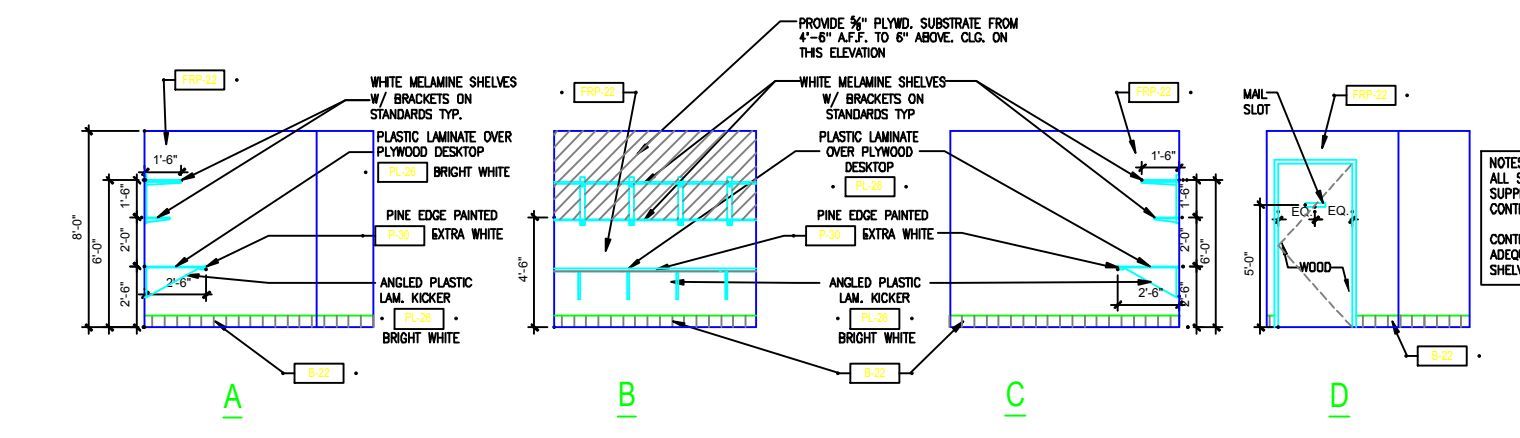 PROVIDE ⅝" PLYWD. SUBSTRATE FROM
4'-6" A.F.F. TO 6" ABOVE. CLG. ON
THIS ELEVATION
FRP-22
WHITE MELAMINE SHELVES
W/ BRACKETS ON
STANDARDS TYP.
PLASTIC LAMINATE OVER
PLYWOOD DESKTOP
PL-28 BRIGHT WHITE
PINE EDGE PAINTED
P-30 EXTRA WHITE
ANGLED PLASTIC
LAM. KICKER
PL-28
BRIGHT WHITE
B-22
8'-0"
6'-0"
1'-6"
1'-6"
2'-0"
2'-6"
2'-6"
A
FRP-22
WHITE MELAMINE SHELVES
W/ BRACKETS ON
STANDARDS TYP
PLASTIC LAMINATE
OVER PLYWOOD
DESKTOP
PL-28
PINE EDGE PAINTED
P-30 EXTRA WHITE
ANGLED PLASTIC
LAM. KICKER
PL-28
BRIGHT WHITE
B-22
4'-6"
B
FRP-22
1'-6"
1'-6"
2'-0"
6'-0"
2'-6"
2'-6"
C
MAIL
SLOT
FRP-22
EQ. EQ.
5'-0"
WOOD
B-22
D
NOTES
ALL S
SUPP
CONT
CONT
ADEQ
SHELV